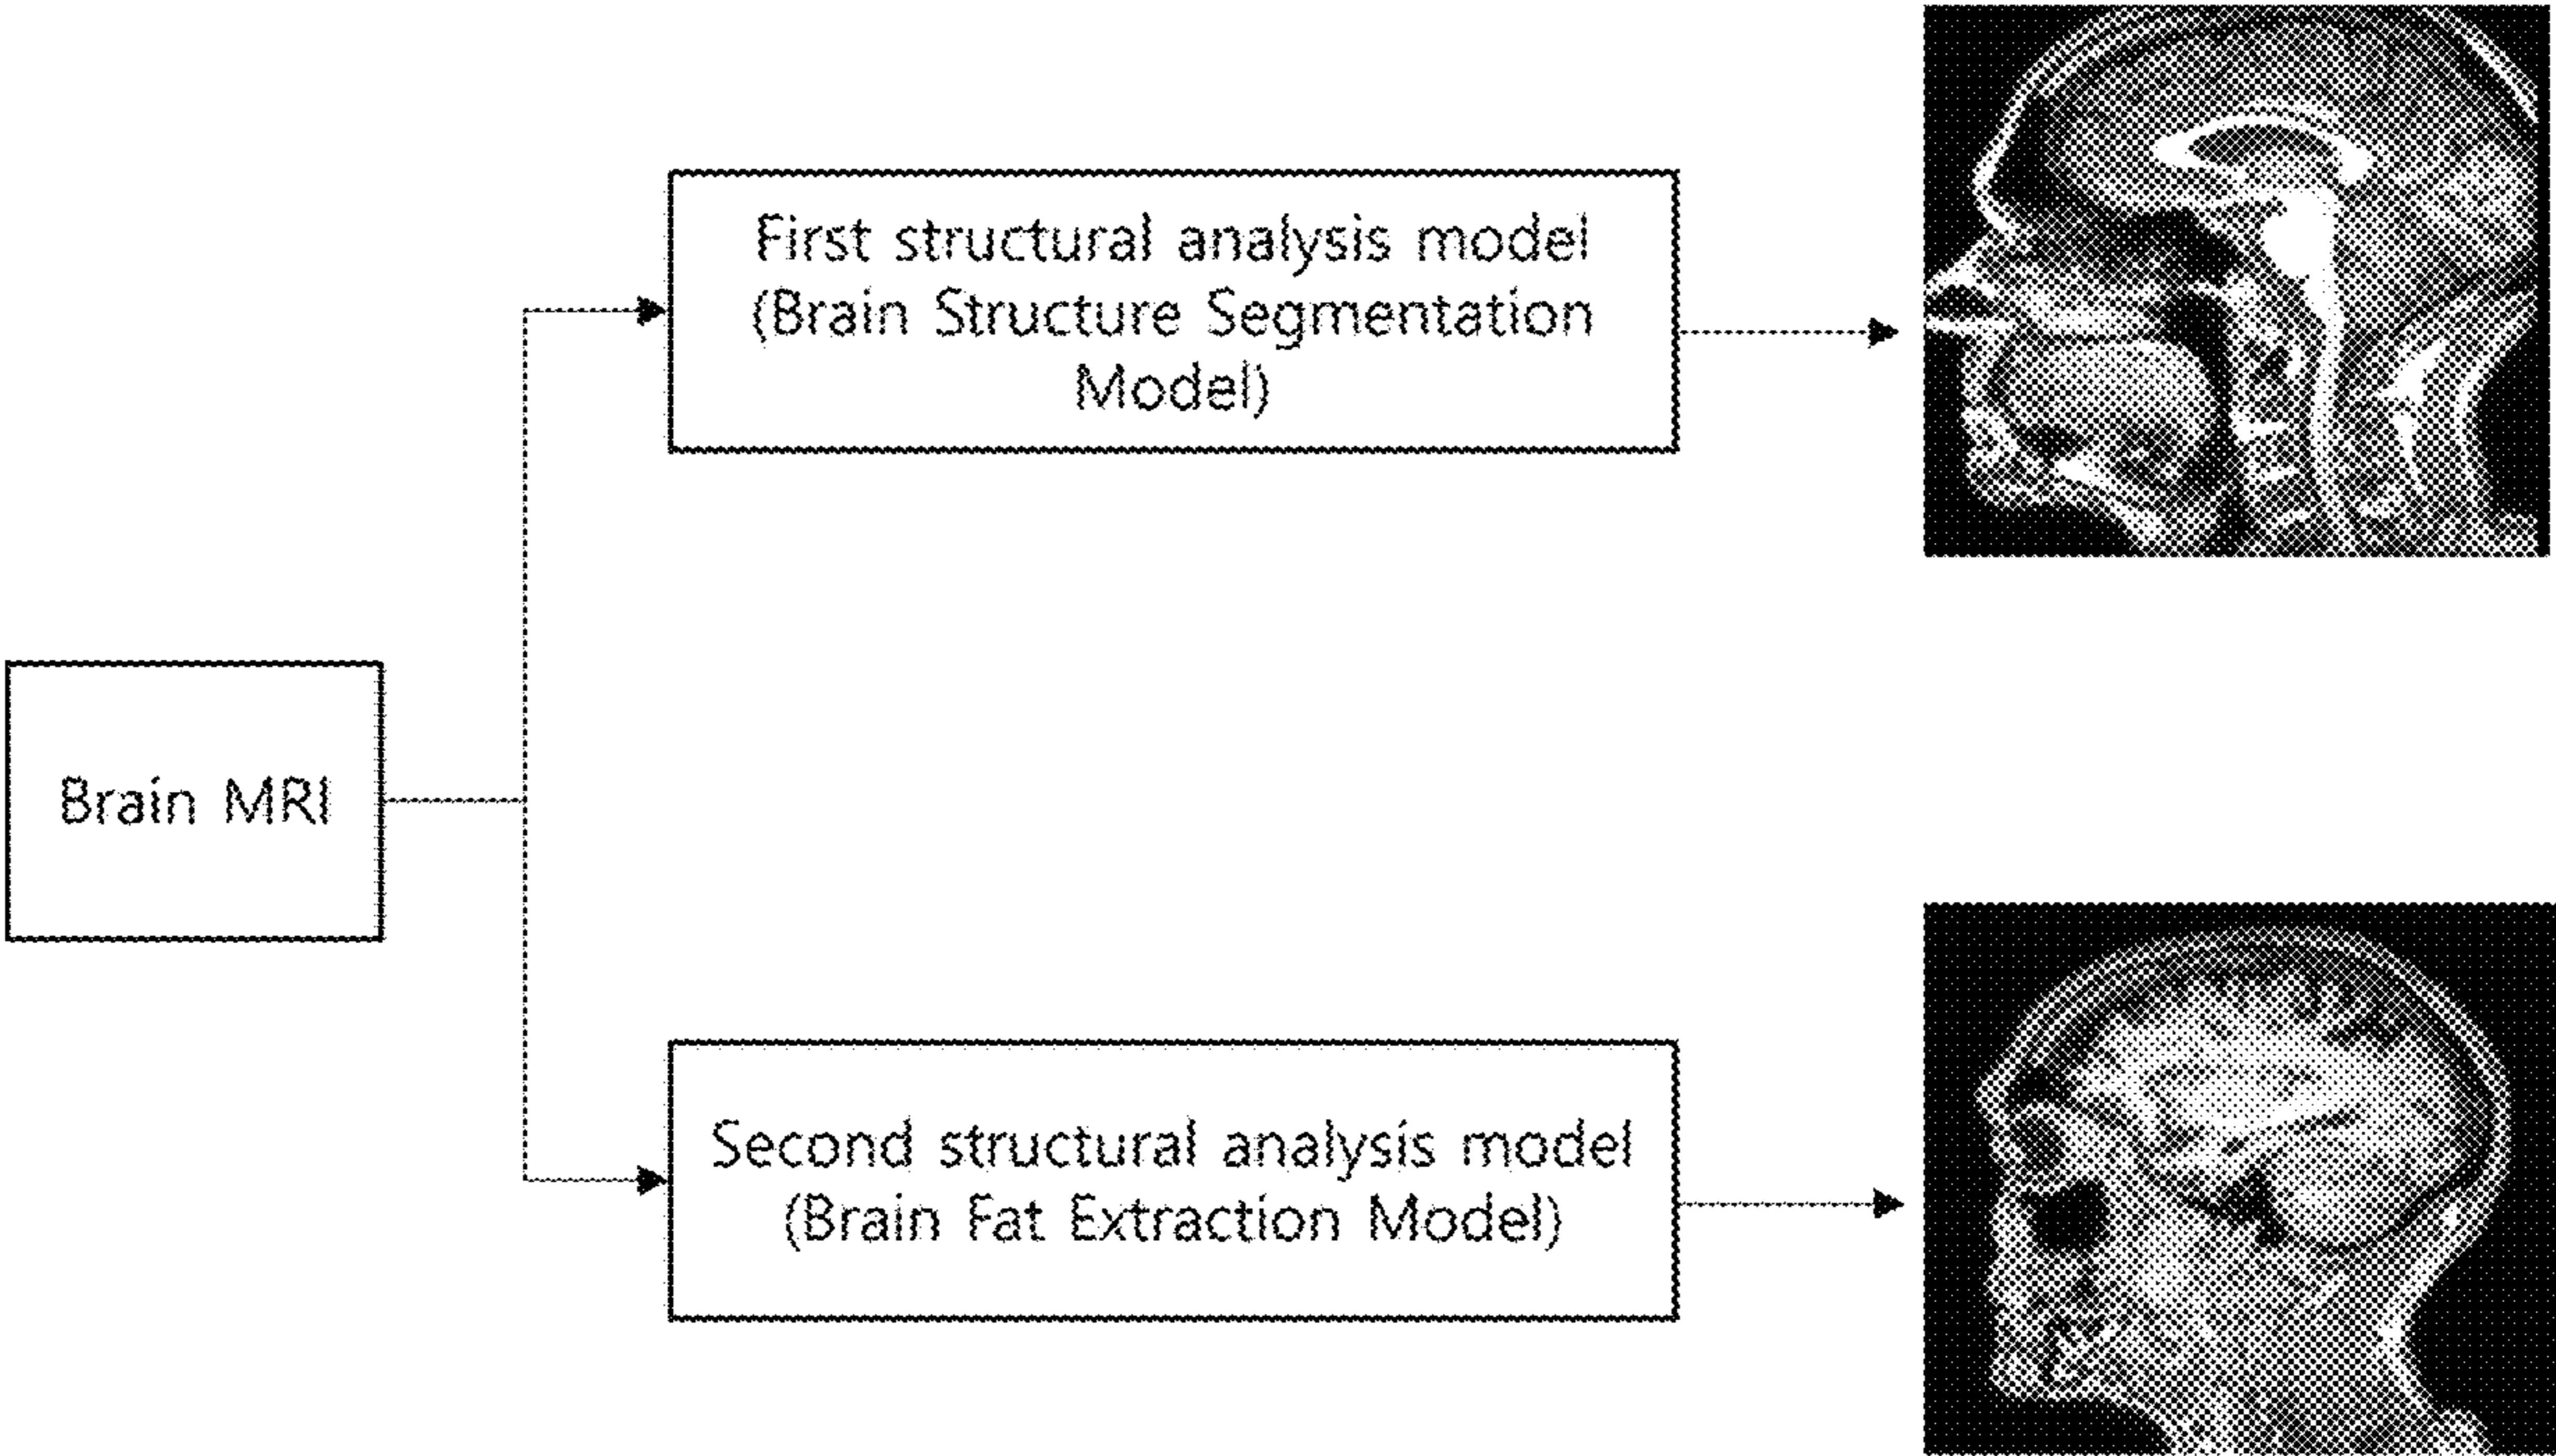 First structural analysis model
(Brain Structure Segmentation
Model)
Brain MRI
Second structural analysis model
(Brain Fat Extraction Model)